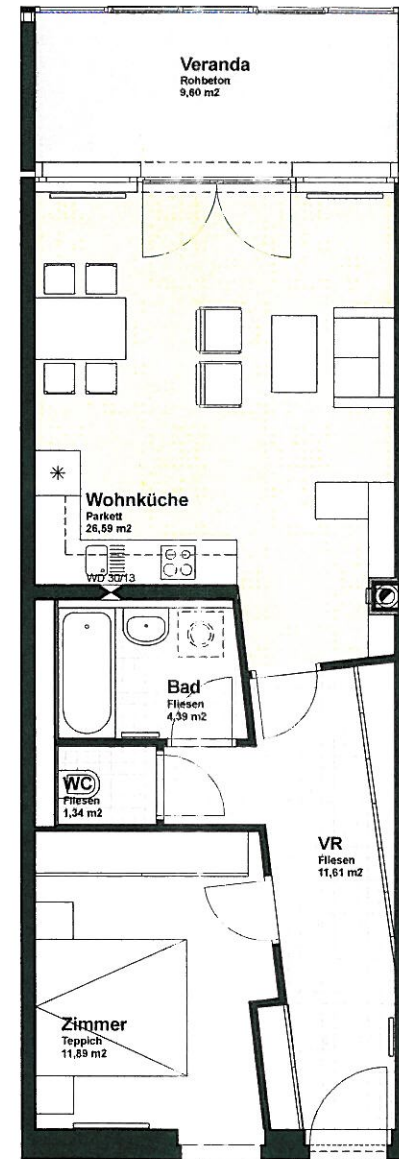 Veranda
Rohbeton
9,60 m2
Wohnküche
Parkett
26,59 m2
WD 30/13
Bad
Fliesen
4,39 m2
WC
Fliesen
1,34 m2
VR
Fliesen
11,61 m2
Zimmer
Teppich
11,89 m2